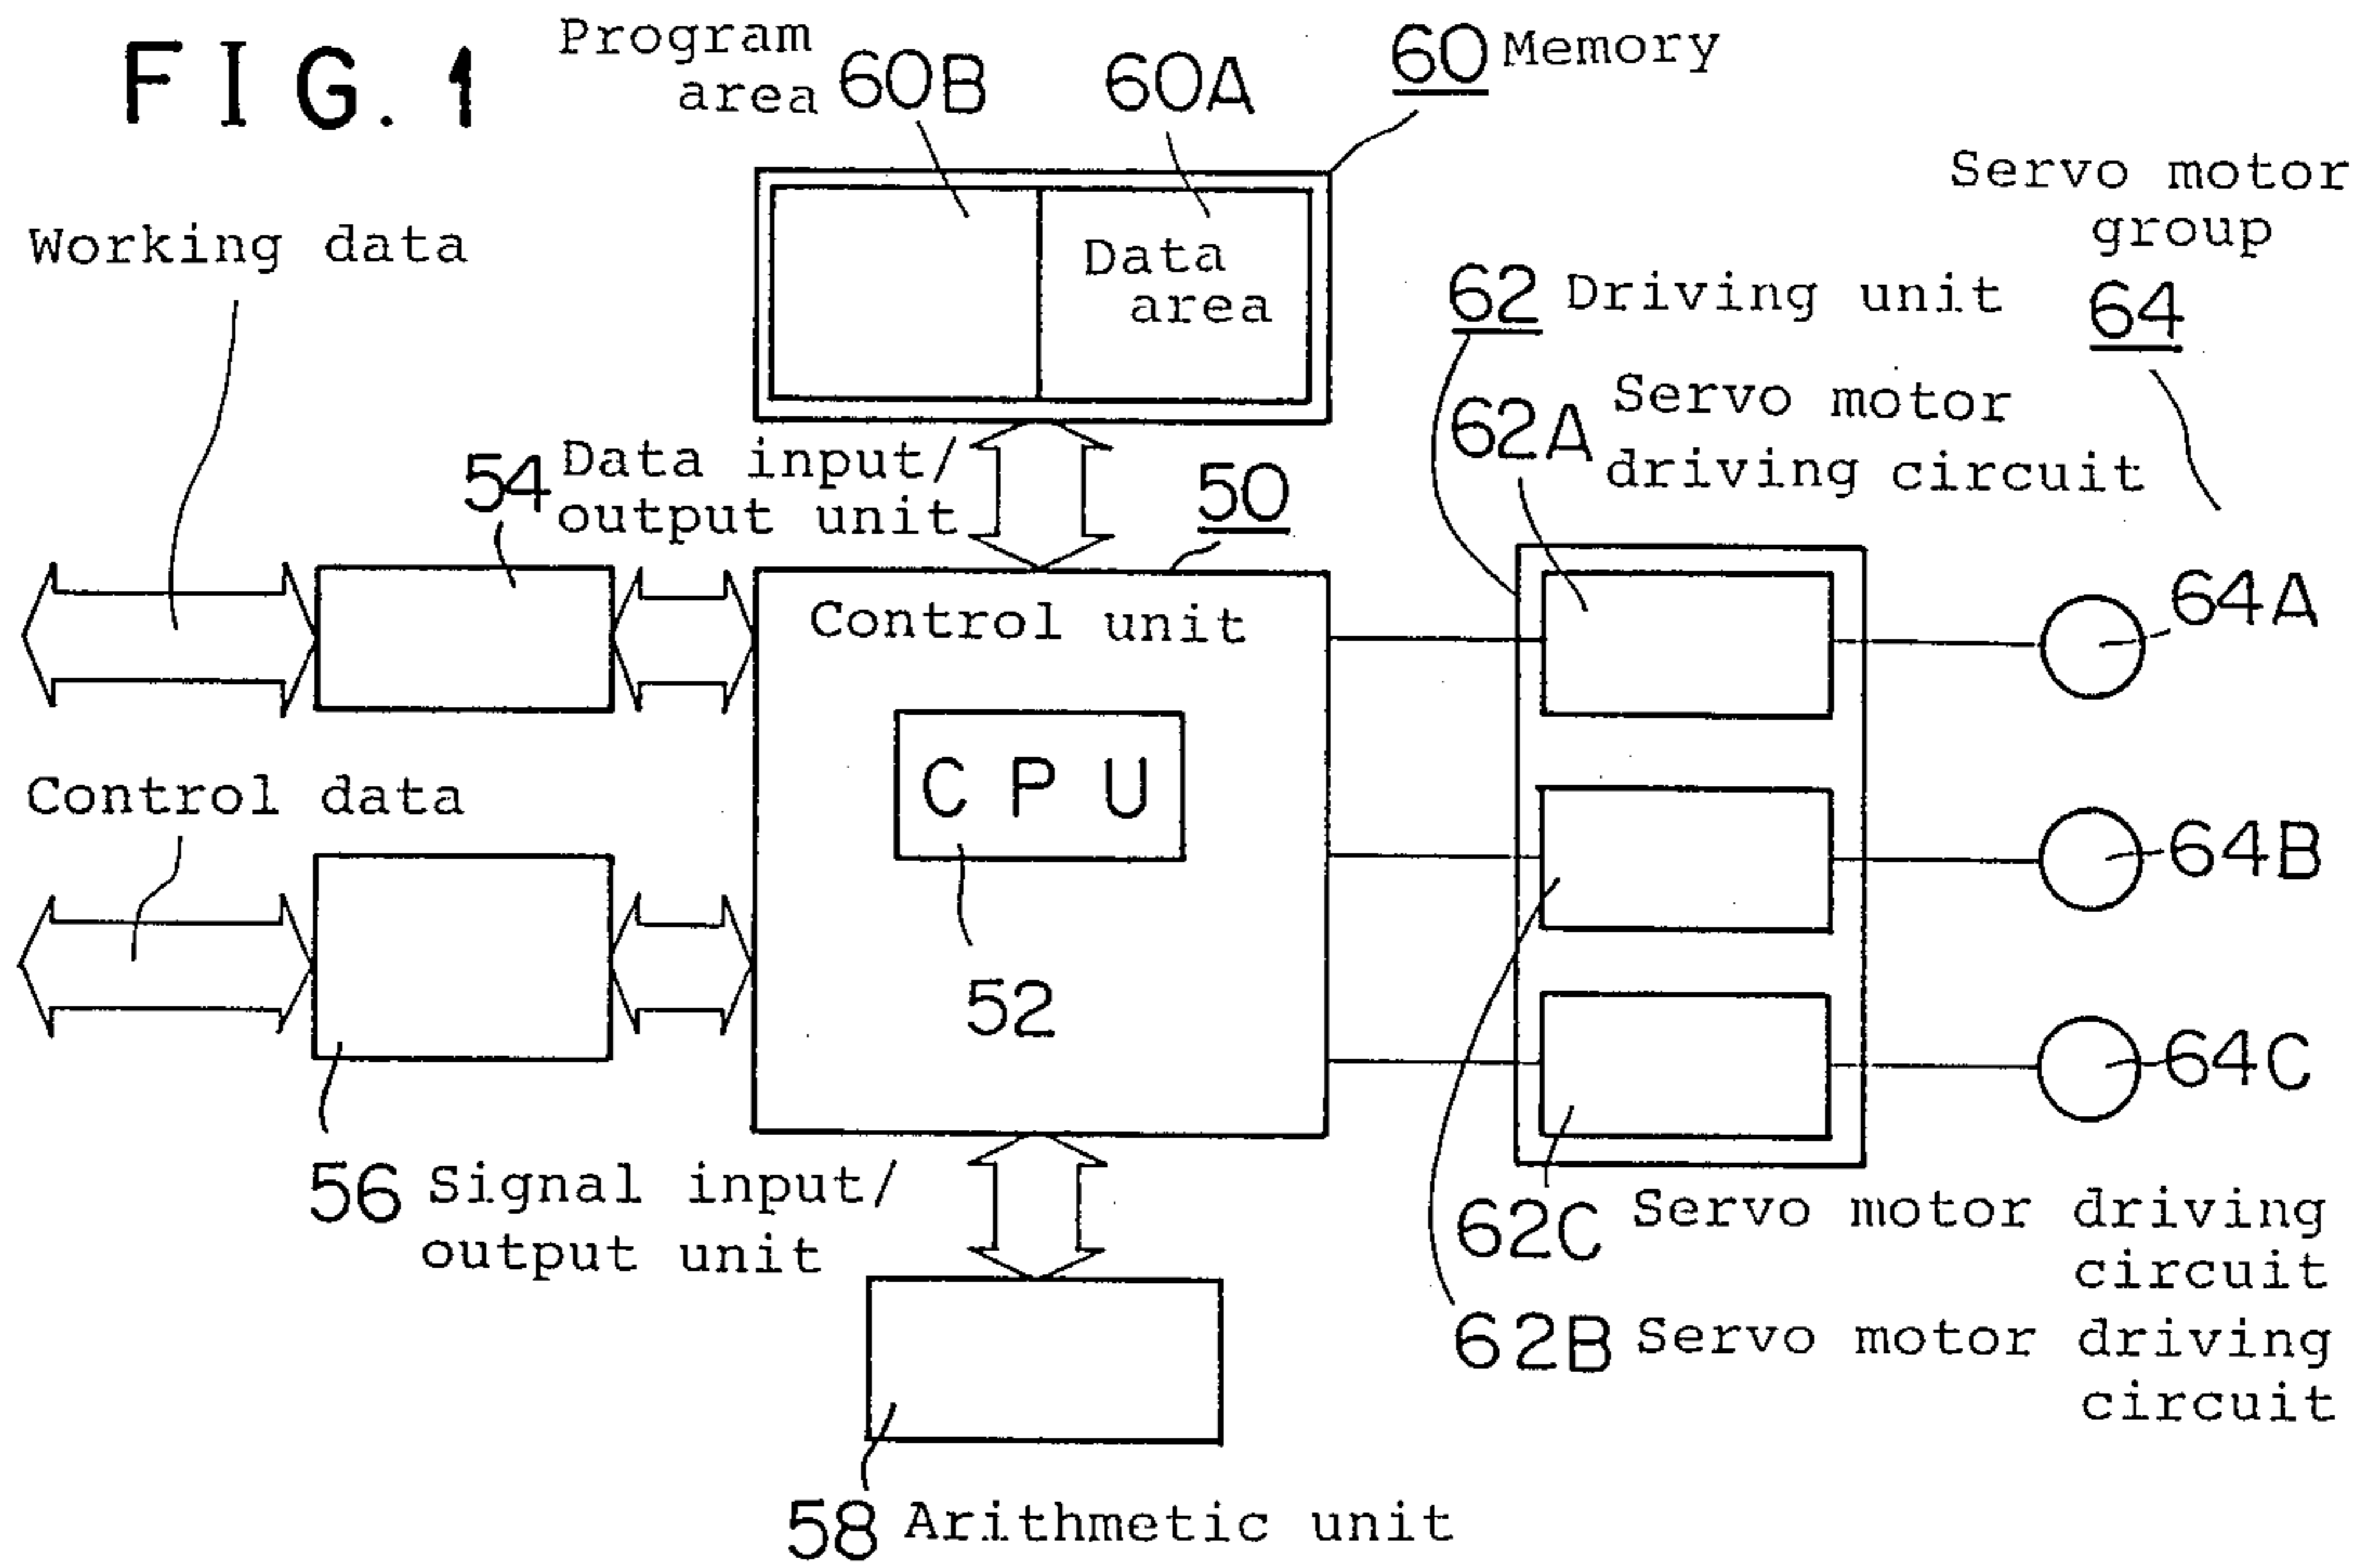 FIG. 1
Program
area
60B
60A
60 Memory
Servo motor
group
64
Working data
Data
area
62 Driving unit
62A Servo motor
driving circuit
54 Data input/
output unit
50
Control unit
64A
CPU
52
Control data
64B
64C
56 Signal input/
output unit
62C Servo motor driving
circuit
62B Servo motor driving
circuit
58 Arithmetic unit